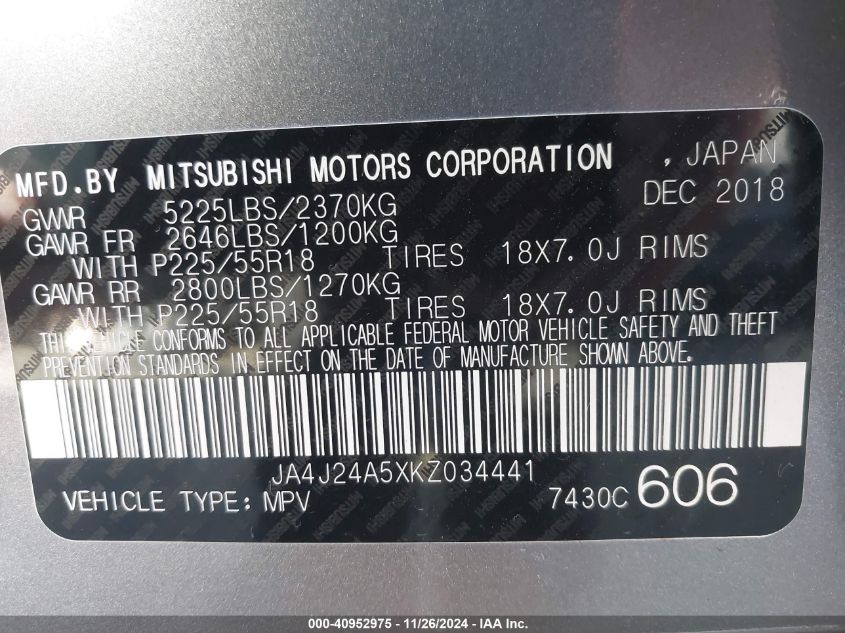 MFD.BY MITSUBISHI MOTORS CORPORATION , JAPAN
GVWR 5225LBS/2370KG DEC 2018
GAWR FR 2646LBS/1200KG
WITH P225/55R18 TIRES 18X7.0J RIMS
GAWR RR 2800LBS/1270KG
WITH P225/55R18 TIRES 18X7.0J RIMS
THIS VEHICLE CONFORMS TO ALL APPLICABLE FEDERAL MOTOR VEHICLE SAFETY AND THEFT
PREVENTION STANDARDS IN EFFECT ON THE DATE OF MANUFACTURE SHOWN ABOVE.
JA4J24A5XKZ034441
VEHICLE TYPE: MPV 7430C 606
000-40952975 - 11/26/2024 - IAA Inc.